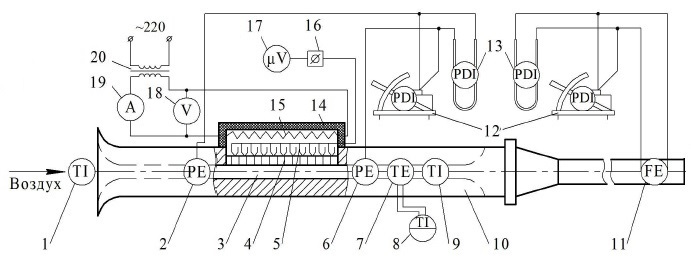 ~220
20
19
18
A
V
17
μV
16
15
14
PDI
12
PDI
13
PDI
PDI
Воздух
TI
PE
PE
TE
TI
FE
TI
1
2
3
4
5
6
7
8
9
10
11